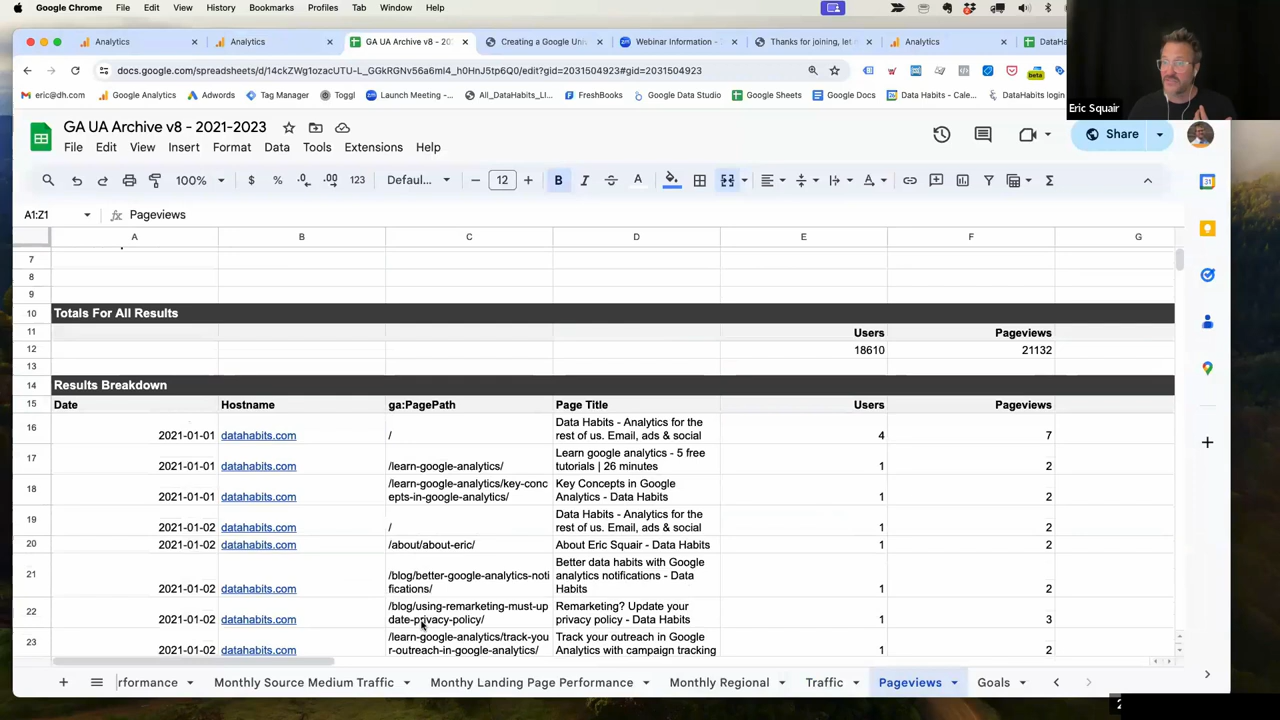 Google Chrome File Edit View History Bookmarks Profiles Tab Window Help
Analytics
Analytics
GA UA Archive v8 - 202
Creating a Google Uni
Webinar Information - 
Thanks for joining, let
Analytics
DataHa
docs.google.com/spreadsheets/d/14ckZWg1ozacUTU-L_GGkRGNv56a6ml4_h0HnJ5tp6Q0/edit?gid=2031504923#gid=2031504923
beta
eric@dh.com
Google Analytics
Adwords
Tag Manager
Toggl
Launch Meeting -...
All_DataHabits_LI...
FreshBooks
Google Data Studio
Google Sheets
Google Docs
Data Habits - Cale...
DataHabits login
Eric Squair
GA UA Archive v8 - 2021-2023
File Edit View Insert Format Data Tools Extensions Help
Share
100% $ % .0 .00 123 Defaul... 12 B I A
A1:Z1 fx Pageviews
A B C D E F G
7
8
9
10 Totals For All Results
11 Users Pageviews
12 18610 21132
13
14 Results Breakdown
15 Date Hostname ga:PagePath Page Title Users Pageviews
16 2021-01-01 datahabits.com / Data Habits - Analytics for the
rest of us. Email, ads & social 4 7
17 2021-01-01 datahabits.com /learn-google-analytics/ Learn google analytics - 5 free
tutorials | 26 minutes 1 2
18 2021-01-01 datahabits.com /learn-google-analytics/key-conc
epts-in-google-analytics/ Key Concepts in Google
Analytics - Data Habits 1 2
19 2021-01-02 datahabits.com / Data Habits - Analytics for the
rest of us. Email, ads & social 1 2
20 2021-01-02 datahabits.com /about/about-eric/ About Eric Squair - Data Habits 1 2
21 2021-01-02 datahabits.com /blog/better-google-analytics-noti
fications/ Better data habits with Google
analytics notifications - Data
Habits 1 2
22 2021-01-02 datahabits.com /blog/using-remarketing-must-up
date-privacy-policy/ Remarketing? Update your
privacy policy - Data Habits 1 3
23 2021-01-02 datahabits.com /learn-google-analytics/track-you
r-outreach-in-google-analytics/ Track your outreach in Google
Analytics with campaign tracking 1 2
rformance
Monthly Source Medium Traffic
Monthy Landing Page Performance
Monthly Regional
Traffic
Pageviews
Goals